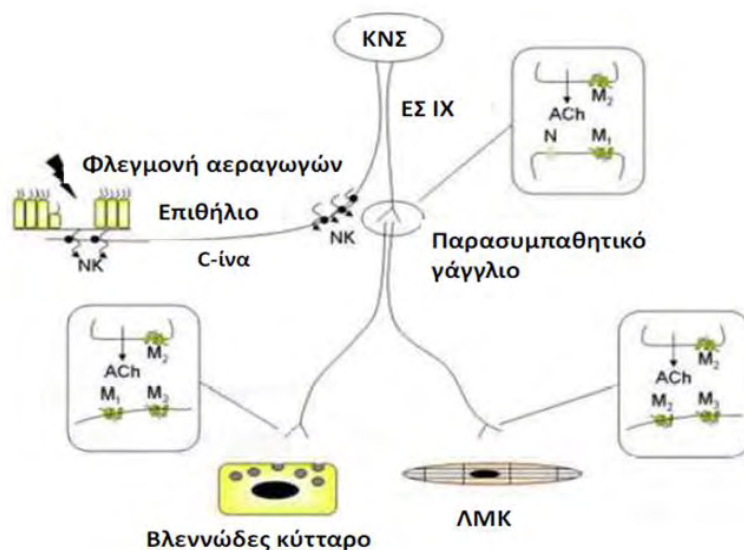 ΚΝΣ
ΕΣ ΙΧ
M₂
ACh
N M₁
Φλεγμονή αεραγωγών
Επιθήλιο
NK
C-ίνα
NK
Παρασυμπαθητικό
γάγγλιο
M₂
ACh
M₁ M₃
M₂
ACh
M₂ M₃
Βλεννώδες κύτταρο
ΛΜΚ